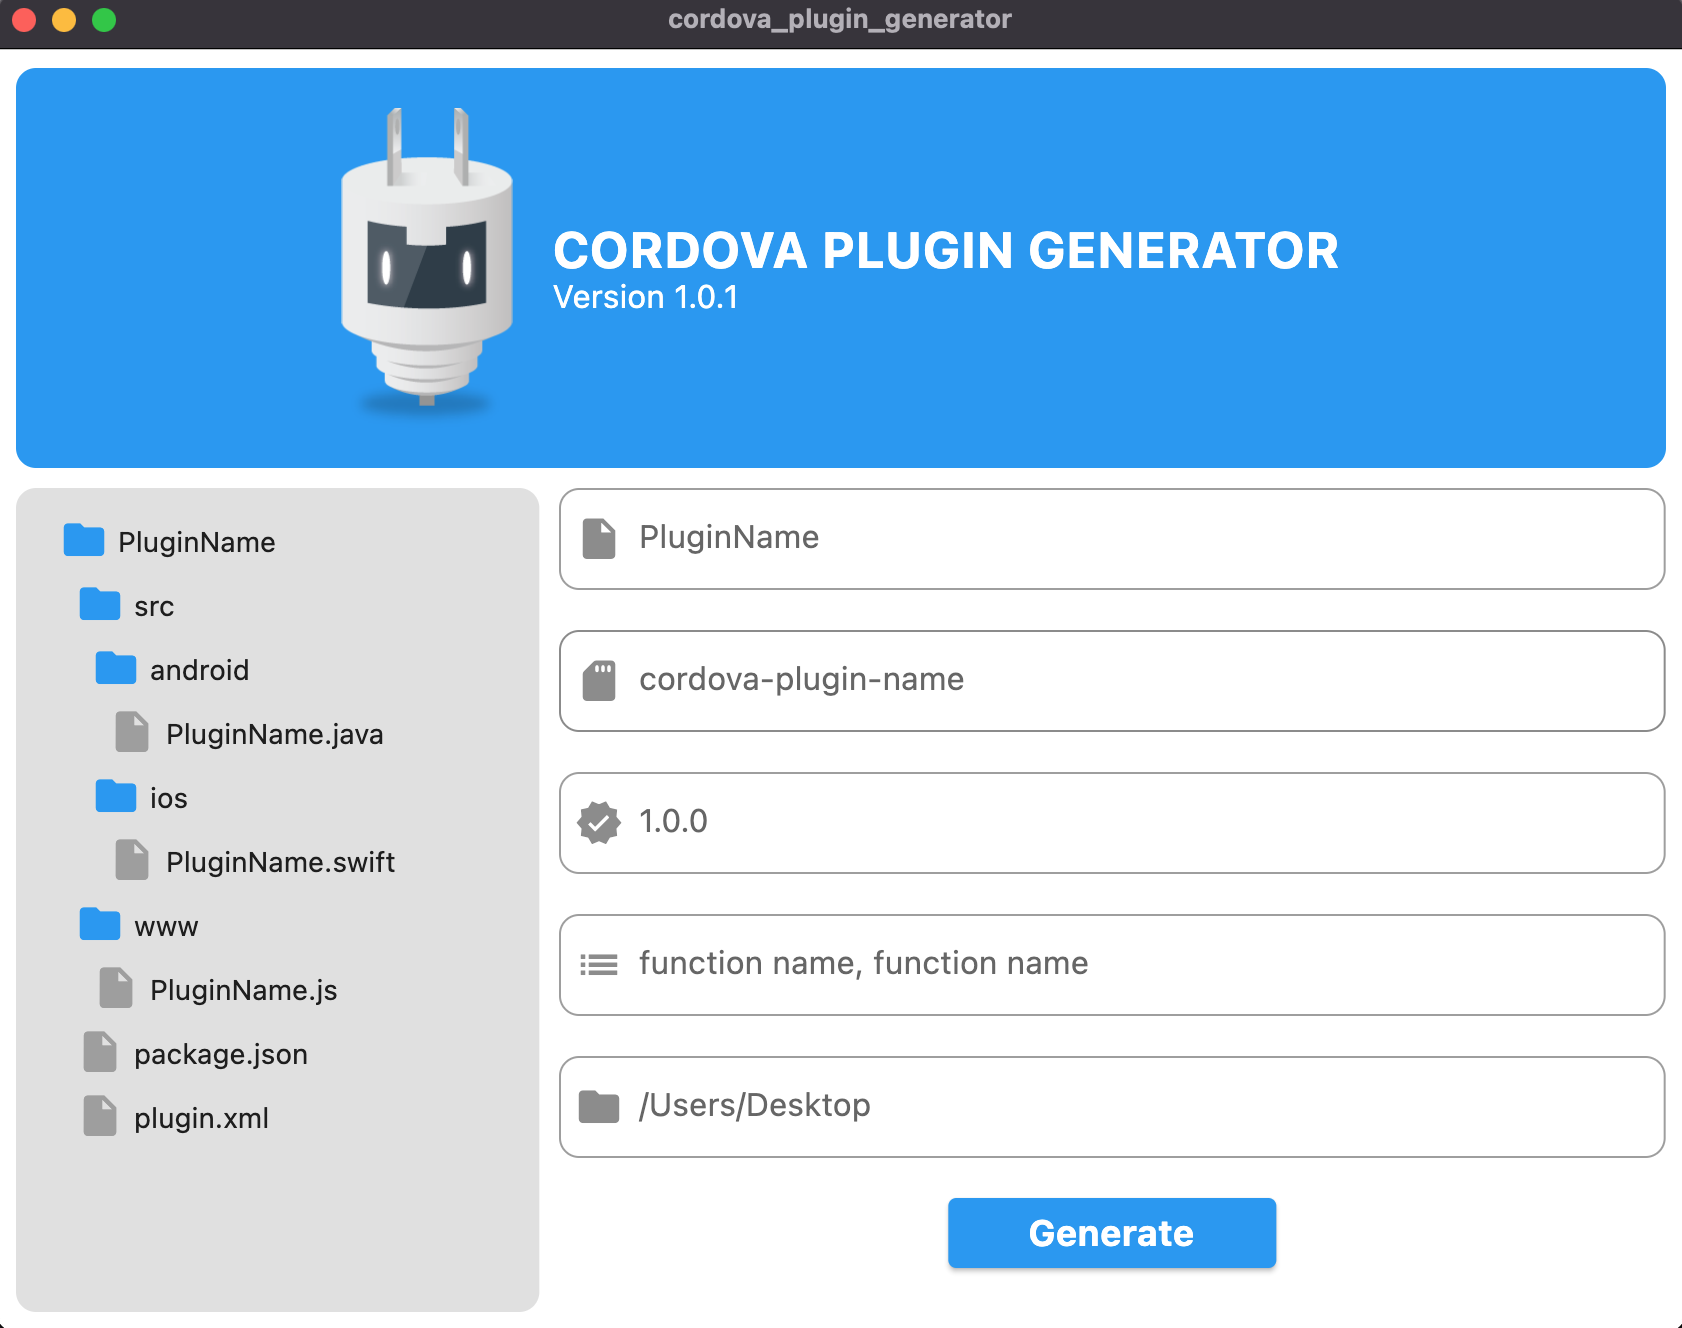 cordova_plugin_generator
CORDOVA PLUGIN GENERATOR
Version 1.0.1
PluginName
src
android
PluginName.java
ios
PluginName.swift
www
PluginName.js
package.json
plugin.xml
PluginName
cordova-plugin-name
1.0.0
function name, function name
/Users/Desktop
Generate